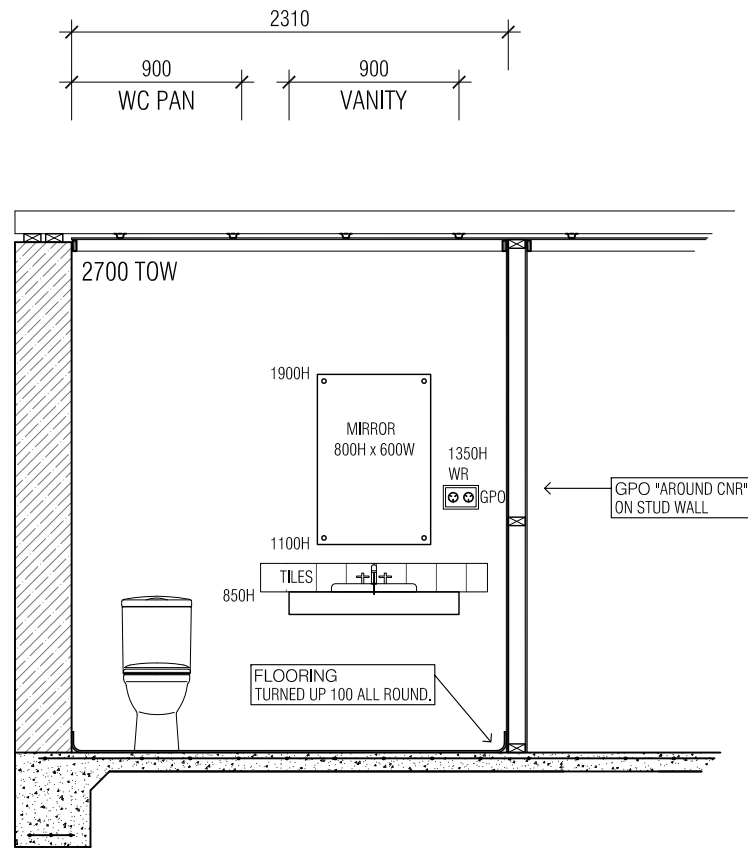 2310
900
WC PAN
900
VANITY
2700 TOW
1900H
MIRROR
800H x 600W
1350H
WR
GPO
GPO "AROUND CNR"
ON STUD WALL
1100H
TILES
850H
FLOORING
TURNED UP 100 ALL ROUND.